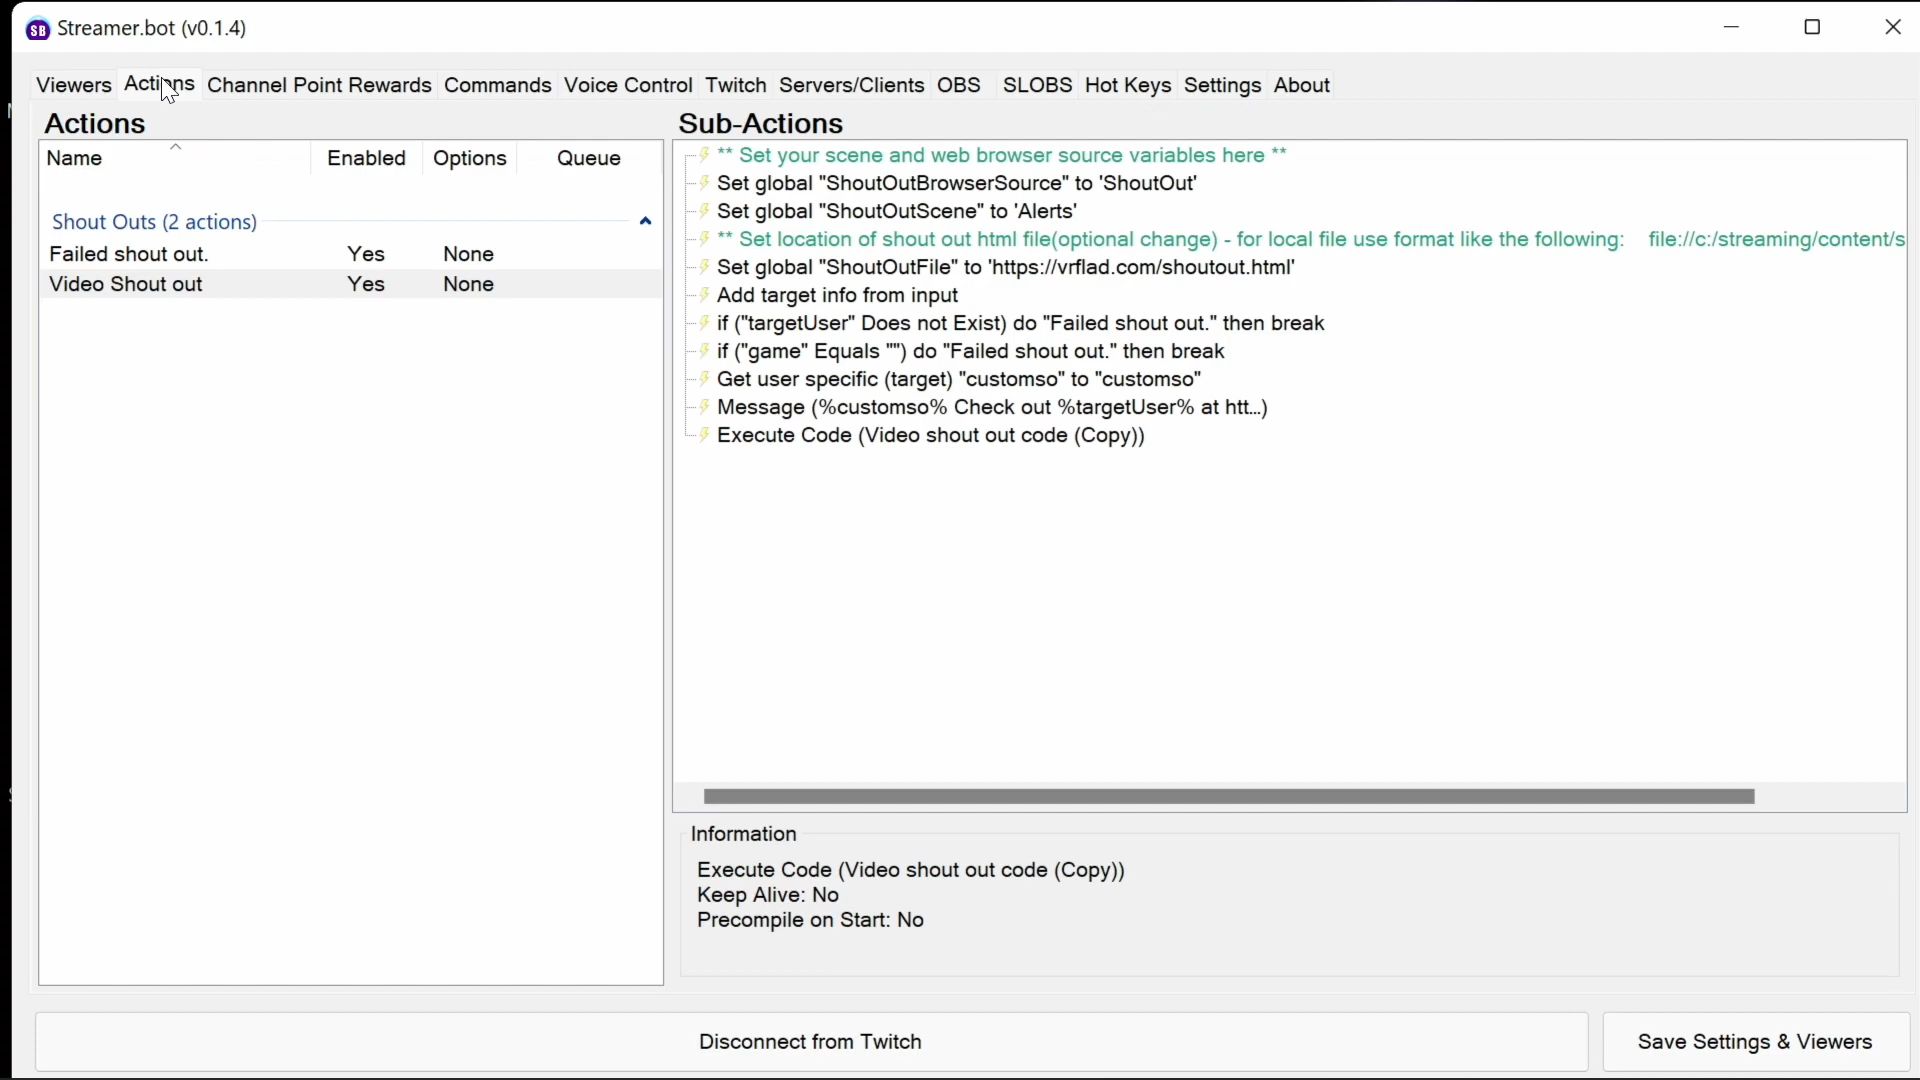 SB Streamer.bot (v0.1.4)
Viewers Actions Channel Point Rewards Commands Voice Control Twitch Servers/Clients OBS SLOBS Hot Keys Settings About
Actions
Name Enabled Options Queue
Shout Outs (2 actions)
Failed shout out. Yes None
Video Shout out Yes None
Sub-Actions
** Set your scene and web browser source variables here **
Set global "ShoutOutBrowserSource" to 'ShoutOut'
Set global "ShoutOutScene" to 'Alerts'
** Set location of shout out html file(optional change) - for local file use format like the following: file://c:/streaming/content/s
Set global "ShoutOutFile" to 'https://vrflad.com/shoutout.html'
Add target info from input
if ("targetUser" Does not Exist) do "Failed shout out." then break
if ("game" Equals "") do "Failed shout out." then break
Get user specific (target) "customso" to "customso"
Message (%customso% Check out %targetUser% at htt...)
Execute Code (Video shout out code (Copy))
Information
Execute Code (Video shout out code (Copy))
Keep Alive: No
Precompile on Start: No
Disconnect from Twitch
Save Settings & Viewers